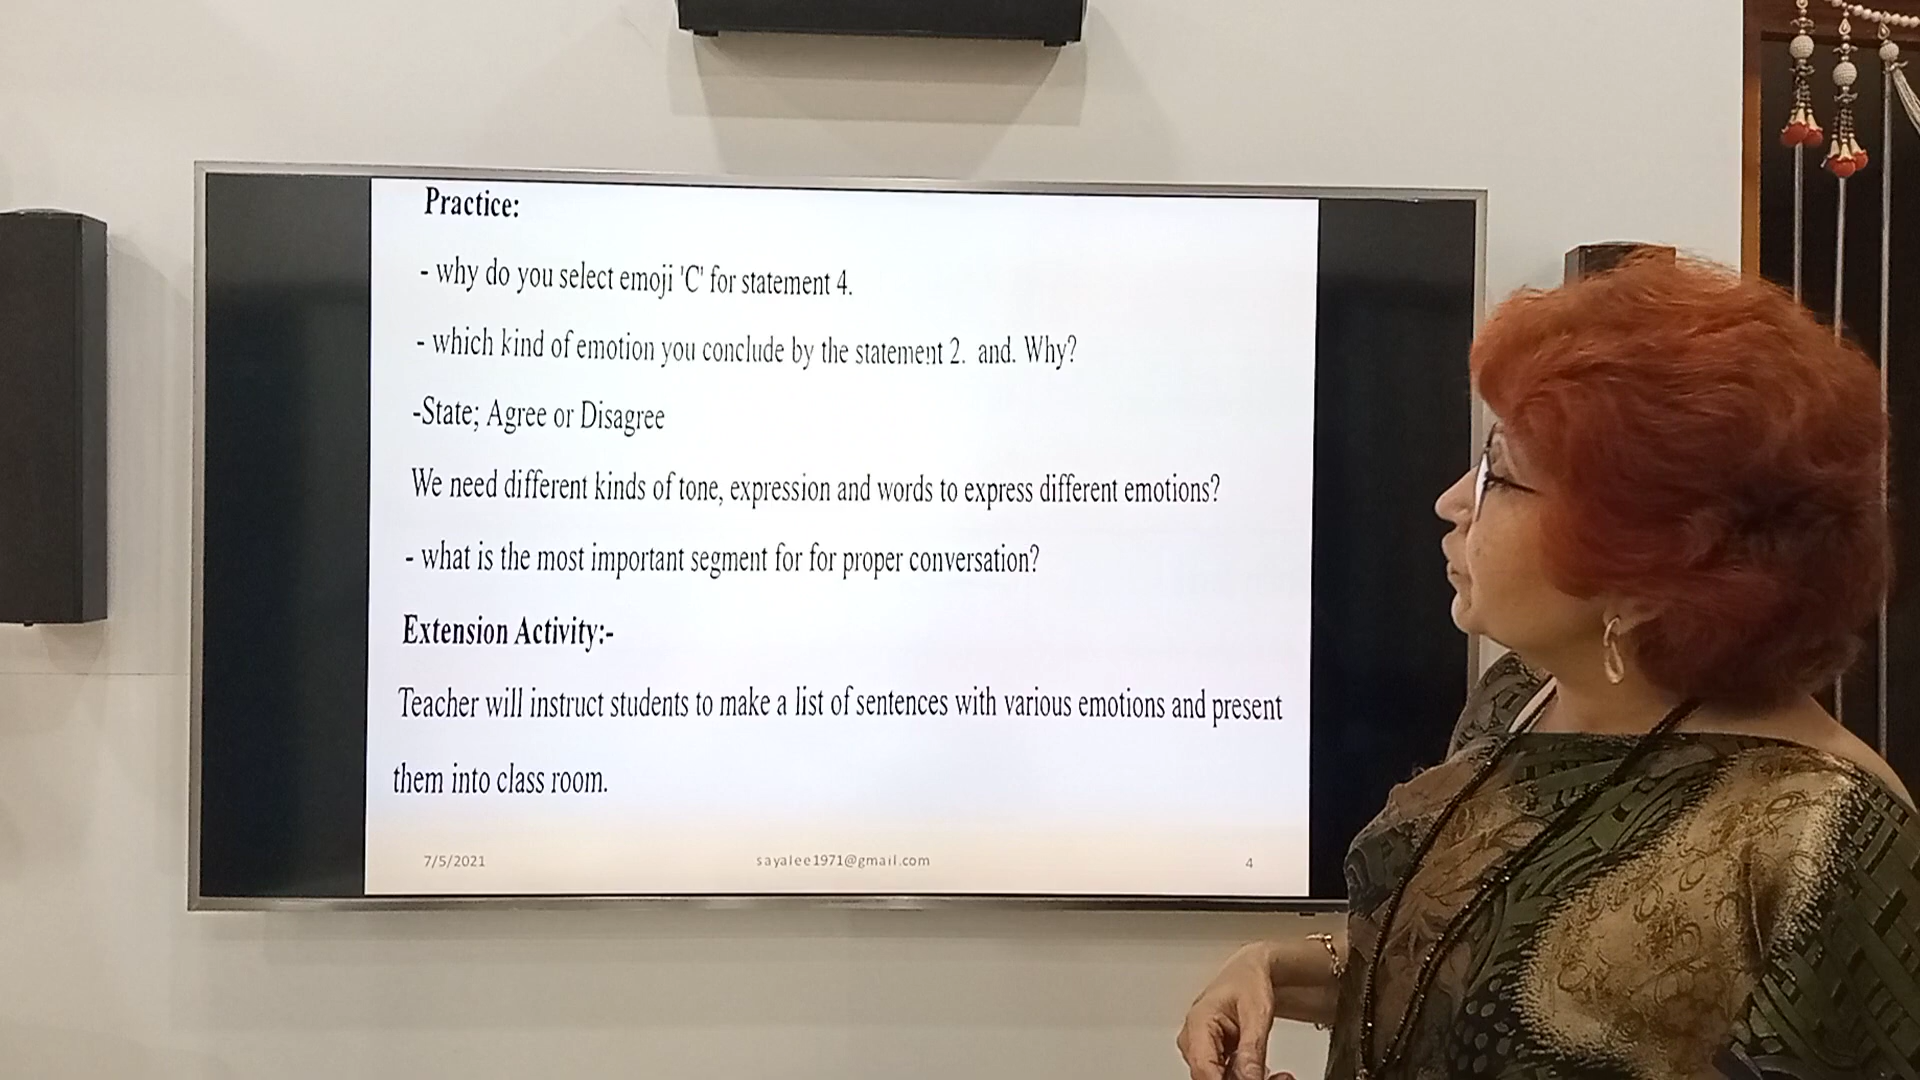 Practice:
- why do you select emoji 'C' for statement 4.
- which kind of emotion you conclude by the statement 2. and. Why?
-State; Agree or Disagree
We need different kinds of tone, expression and words to express different emotions?
- what is the most important segment for for proper conversation?
Extension Activity:-
Teacher will instruct students to make a list of sentences with various emotions and present
them into class room.
7/5/2021 sayalee1971@gmail.com 4